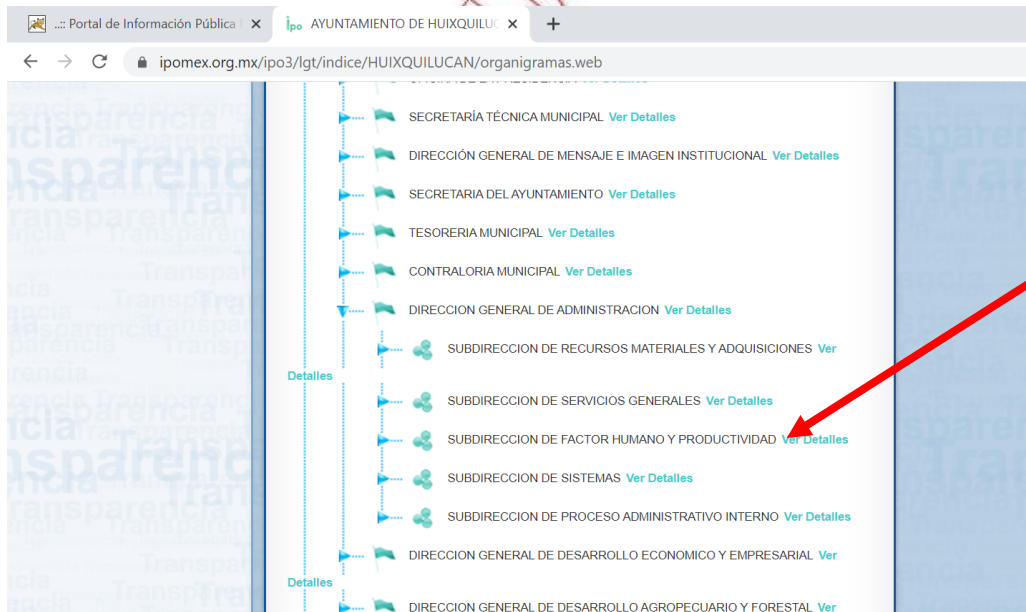 ..:: Portal de Información Pública
AYUNTAMIENTO DE HUIXQUILUC
ipomex.org.mx/ipo3/lgt/indice/HUIXQUILUCAN/organigramas.web
SECRETARÍA TÉCNICA MUNICIPAL Ver Detalles
DIRECCIÓN GENERAL DE MENSAJE E IMAGEN INSTITUCIONAL Ver Detalles
SECRETARIA DEL AYUNTAMIENTO Ver Detalles
TESORERIA MUNICIPAL Ver Detalles
CONTRALORIA MUNICIPAL Ver Detalles
DIRECCION GENERAL DE ADMINISTRACION Ver Detalles
SUBDIRECCION DE RECURSOS MATERIALES Y ADQUISICIONES Ver
Detalles
SUBDIRECCION DE SERVICIOS GENERALES Ver Detalles
SUBDIRECCION DE FACTOR HUMANO Y PRODUCTIVIDAD Ver Detalles
SUBDIRECCION DE SISTEMAS Ver Detalles
SUBDIRECCION DE PROCESO ADMINISTRATIVO INTERNO Ver Detalles
DIRECCION GENERAL DE DESARROLLO ECONOMICO Y EMPRESARIAL Ver
Detalles
DIRECCION GENERAL DE DESARROLLO AGROPECUARIO Y FORESTAL Ver